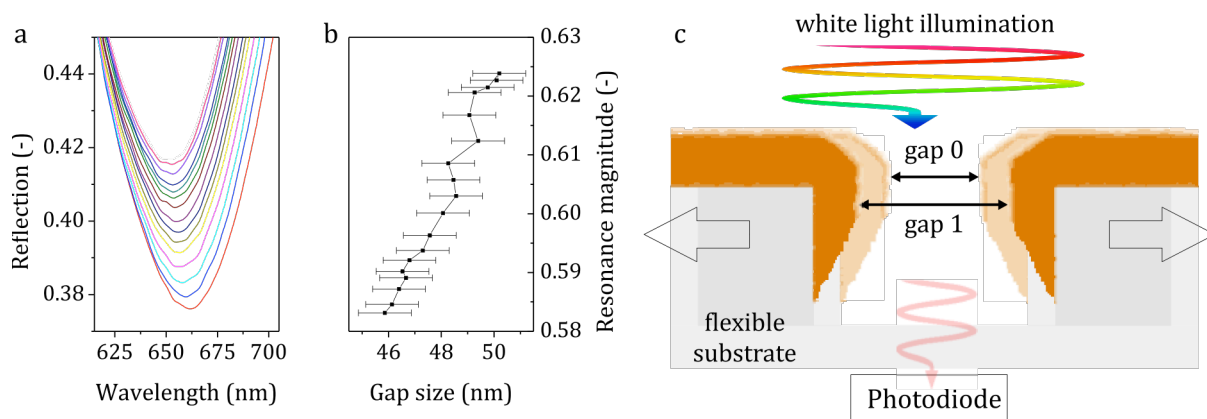 a
0.44
0.42
0.40
0.38
Reflection (-)
625
650
675
700
Wavelength (nm)
b
0.63
0.62
0.61
0.60
0.59
0.58
Resonance magnitude (-)
46
48
50
Gap size (nm)
c
white light illumination
gap 0
gap 1
flexible
substrate
Photodiode